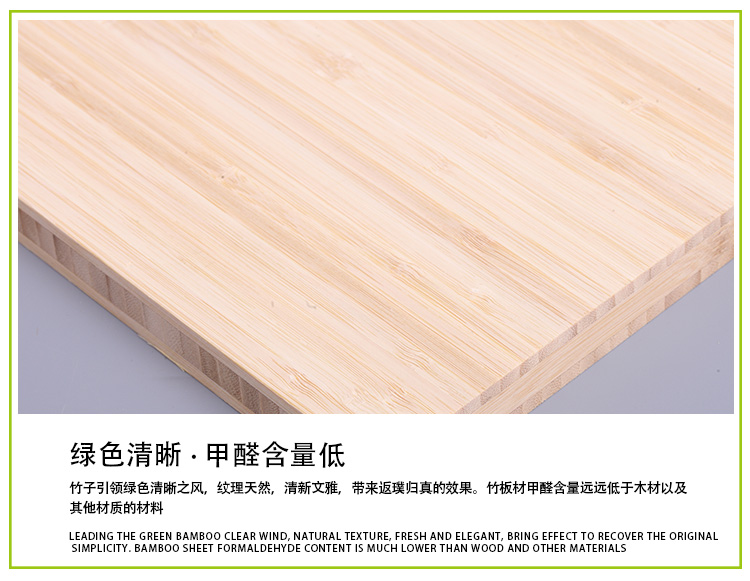 绿色清晰·甲醛含量低
竹子引领绿色清晰之风，纹理天然，清新文雅，带来返璞归真的效果。竹板材甲醛含量远远低于木材以及
其他材质的材料
LEADING THE GREEN BAMBOO CLEAR WIND, NATURAL TEXTURE, FRESH AND ELEGANT, BRING EFFECT TO RECOVER THE ORIGINAL
SIMPLICITY. BAMBOO SHEET FORMALDEHYDE CONTENT IS MUCH LOWER THAN WOOD AND OTHER MATERIALS